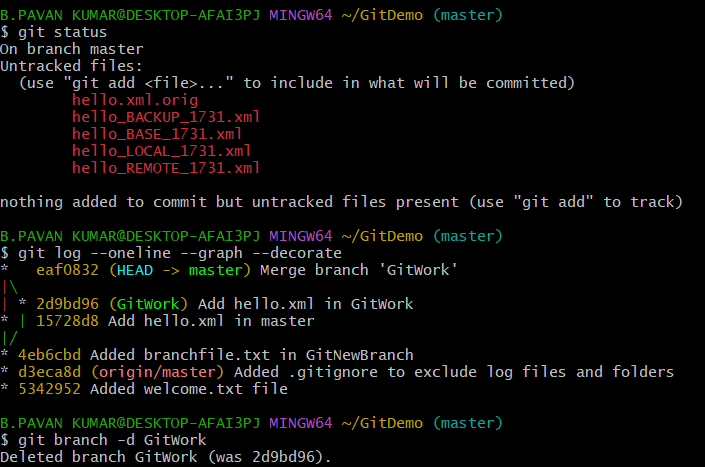 B.PAVAN KUMAR@DESKTOP-AFAI3PJ MINGW64 ~/GitDemo (master)
$ git status
On branch master
Untracked files:
  (use "git add <file>..." to include in what will be committed)
        hello.xml.orig
        hello_BACKUP_1731.xml
        hello_BASE_1731.xml
        hello_LOCAL_1731.xml
        hello_REMOTE_1731.xml

nothing added to commit but untracked files present (use "git add" to track)

B.PAVAN KUMAR@DESKTOP-AFAI3PJ MINGW64 ~/GitDemo (master)
$ git log --oneline --graph --decorate
*   eaf0832 (HEAD -> master) Merge branch 'GitWork'
|\
| * 2d9bd96 (GitWork) Add hello.xml in GitWork
* | 15728d8 Add hello.xml in master
|/
* 4eb6cbd Added branchfile.txt in GitNewBranch
* d3eca8d (origin/master) Added .gitignore to exclude log files and folders
* 5342952 Added welcome.txt file

B.PAVAN KUMAR@DESKTOP-AFAI3PJ MINGW64 ~/GitDemo (master)
$ git branch -d GitWork
Deleted branch GitWork (was 2d9bd96).